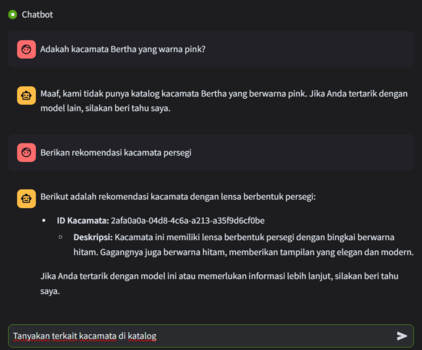 Chatbot
Adakah kacamata Bertha yang warna pink?
Maaf, kami tidak punya katalog kacamata Bertha yang berwarna pink. Jika Anda tertarik dengan
model lain, silakan beri tahu saya.
Berikan rekomendasi kacamata persegi
Berikut adalah rekomendasi kacamata dengan lensa berbentuk persegi:
• ID Kacamata: 2afa0a0a-04d8-4c6a-a213-a35f9d6cf0be
◦ Deskripsi: Kacamata ini memiliki lensa berbentuk persegi dengan bingkai berwarna
hitam. Gagangnya juga berwarna hitam, memberikan tampilan yang elegan dan modern.
Jika Anda tertarik dengan model ini atau memerlukan informasi lebih lanjut, silakan beri tahu
saya.
Tanyakan terkait kacamata di katalog